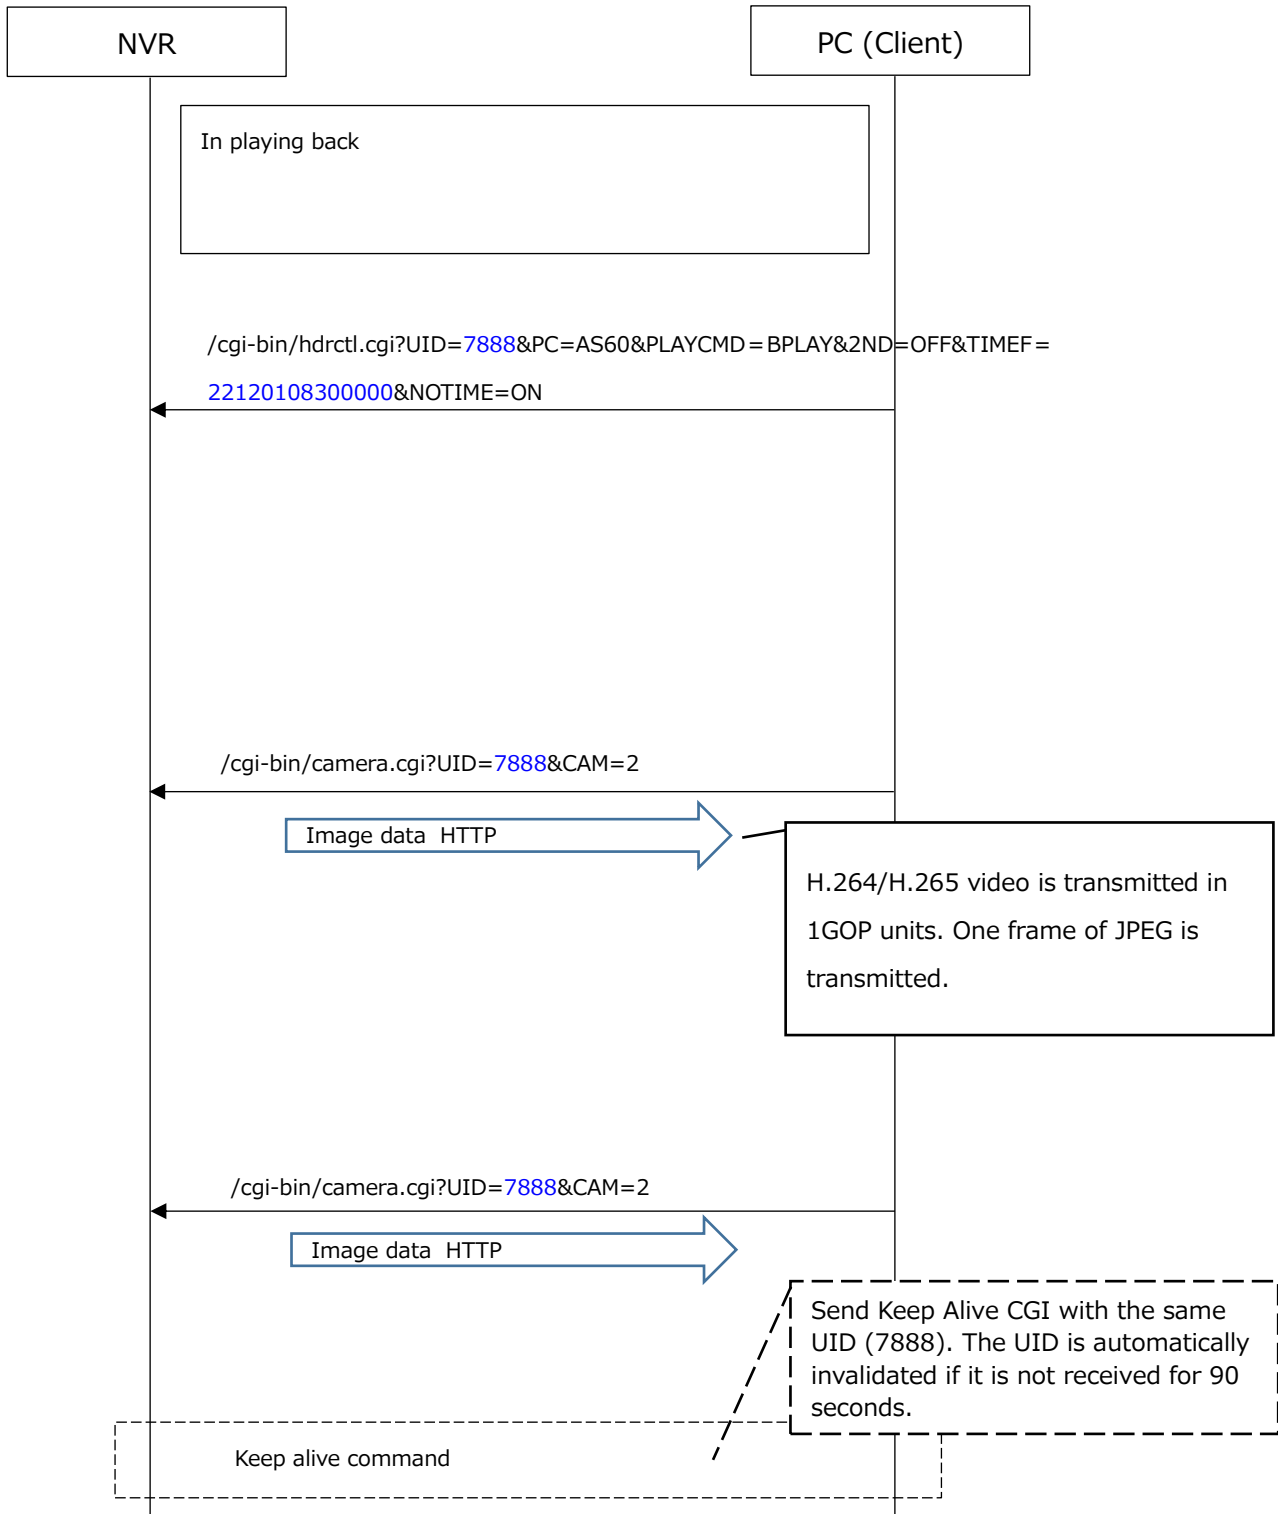 NVR
PC (Client)
In playing back
/cgi-bin/hdrctl.cgi?UID=7888&PC=AS60&PLAYCMD=BPLAY&2ND=OFF&TIMEF=
22120108300000&NOTIME=ON
/cgi-bin/camera.cgi?UID=7888&CAM=2
Image data HTTP
H.264/H.265 video is transmitted in
1GOP units. One frame of JPEG is
transmitted.
/cgi-bin/camera.cgi?UID=7888&CAM=2
Image data HTTP
Send Keep Alive CGI with the same
UID (7888). The UID is automatically
invalidated if it is not received for 90
seconds.
Keep alive command